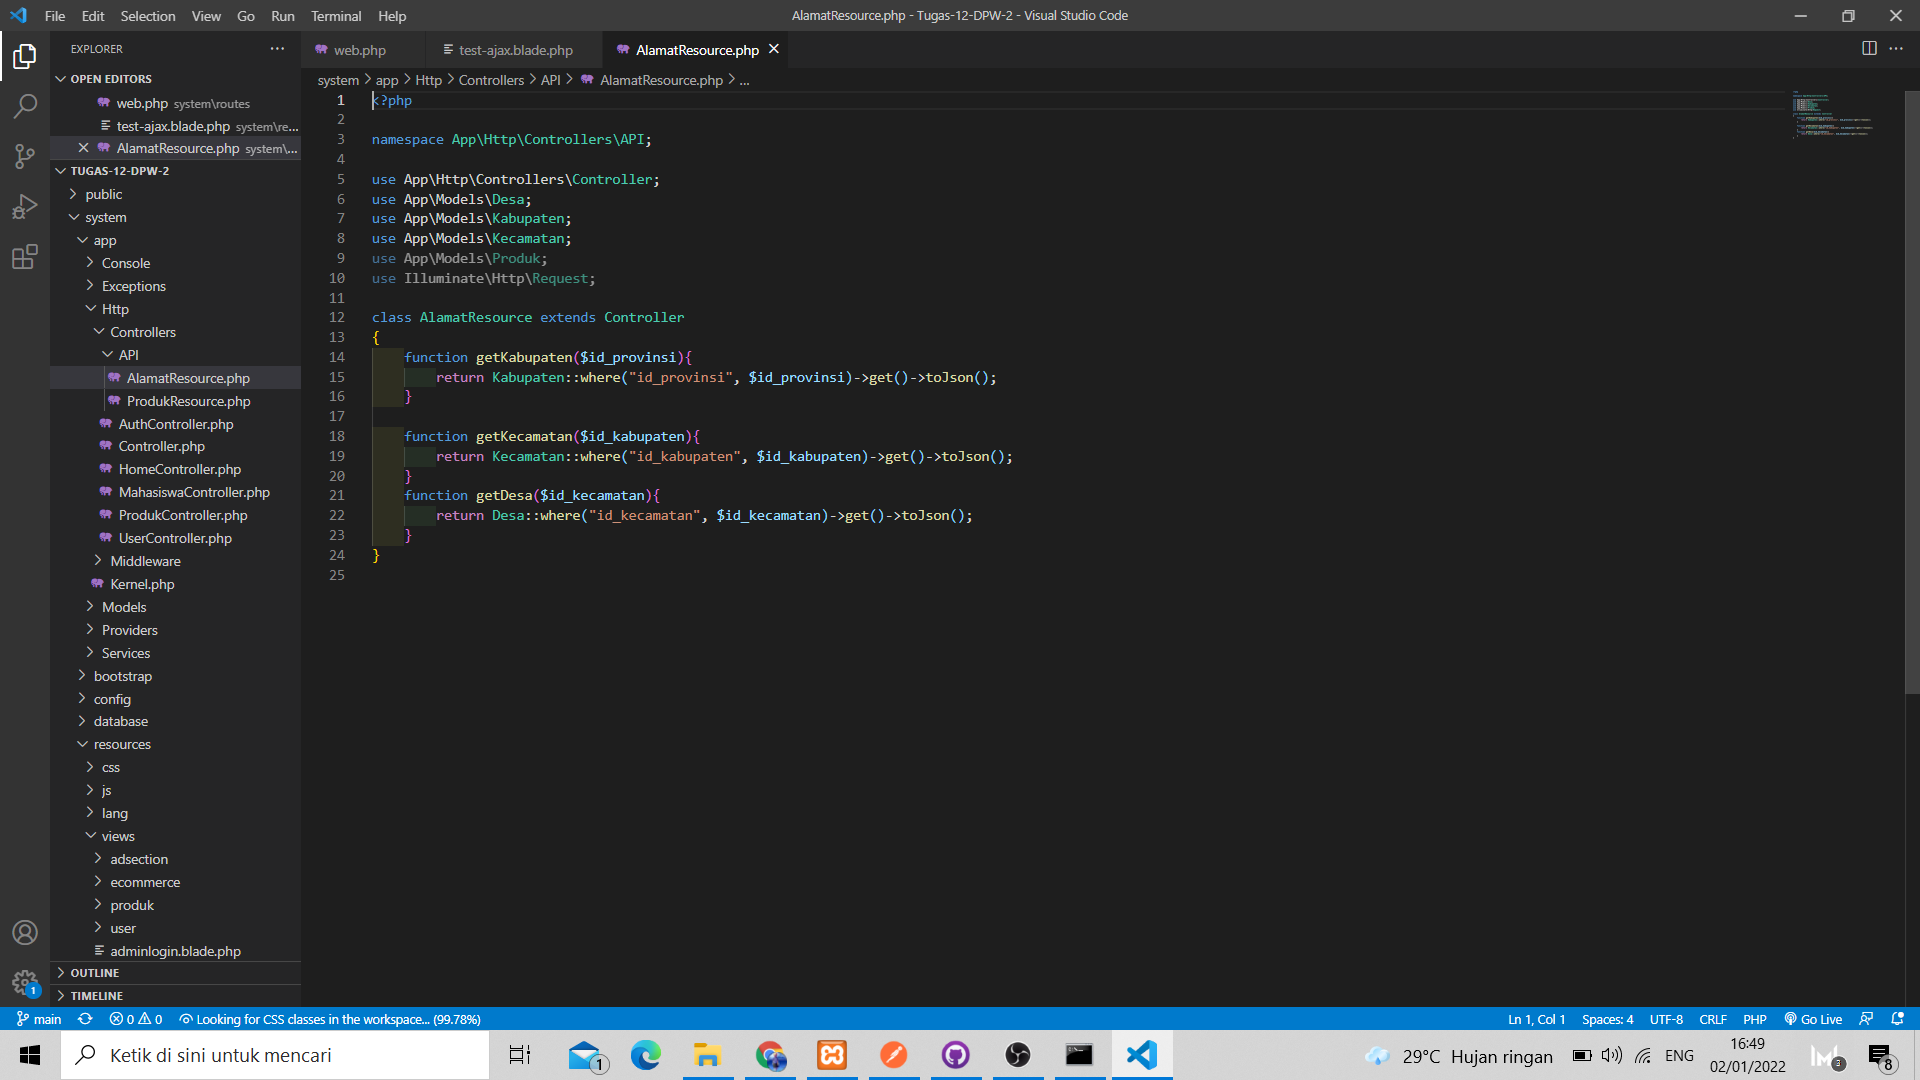 File Edit Selection View Go Run Terminal Help
AlamatResource.php - Tugas-12-DPW-2 - Visual Studio Code
EXPLORER
OPEN EDITORS
web.php system\routes
test-ajax.blade.php system\re...
AlamatResource.php system\...
TUGAS-12-DPW-2
public
system
app
Console
Exceptions
Http
Controllers
API
AlamatResource.php
ProdukResource.php
AuthController.php
Controller.php
HomeController.php
MahasiswaController.php
ProdukController.php
UserController.php
Middleware
Kernel.php
Models
Providers
Services
bootstrap
config
database
resources
css
js
lang
views
adsection
ecommerce
produk
user
adminlogin.blade.php
OUTLINE
TIMELINE
web.php test-ajax.blade.php AlamatResource.php
system > app > Http > Controllers > API > AlamatResource.php > ...
1 <?php
2
3 namespace App\Http\Controllers\API;
4
5 use App\Http\Controllers\Controller;
6 use App\Models\Desa;
7 use App\Models\Kabupaten;
8 use App\Models\Kecamatan;
9 use App\Models\Produk;
10 use Illuminate\Http\Request;
11
12 class AlamatResource extends Controller
13 {
14 function getKabupaten($id_provinsi){
15 return Kabupaten::where("id_provinsi", $id_provinsi)->get()->toJson();
16 }
17
18 function getKecamatan($id_kabupaten){
19 return Kecamatan::where("id_kabupaten", $id_kabupaten)->get()->toJson();
20 }
21 function getDesa($id_kecamatan){
22 return Desa::where("id_kecamatan", $id_kecamatan)->get()->toJson();
23 }
24 }
25
1
main 0 0 Looking for CSS classes in the workspace... (99.78%)
Ln 1, Col 1 Spaces: 4 UTF-8 CRLF PHP Go Live
Ketik di sini untuk mencari
1
29°C Hujan ringan ENG
16:49
02/01/2022
3
8